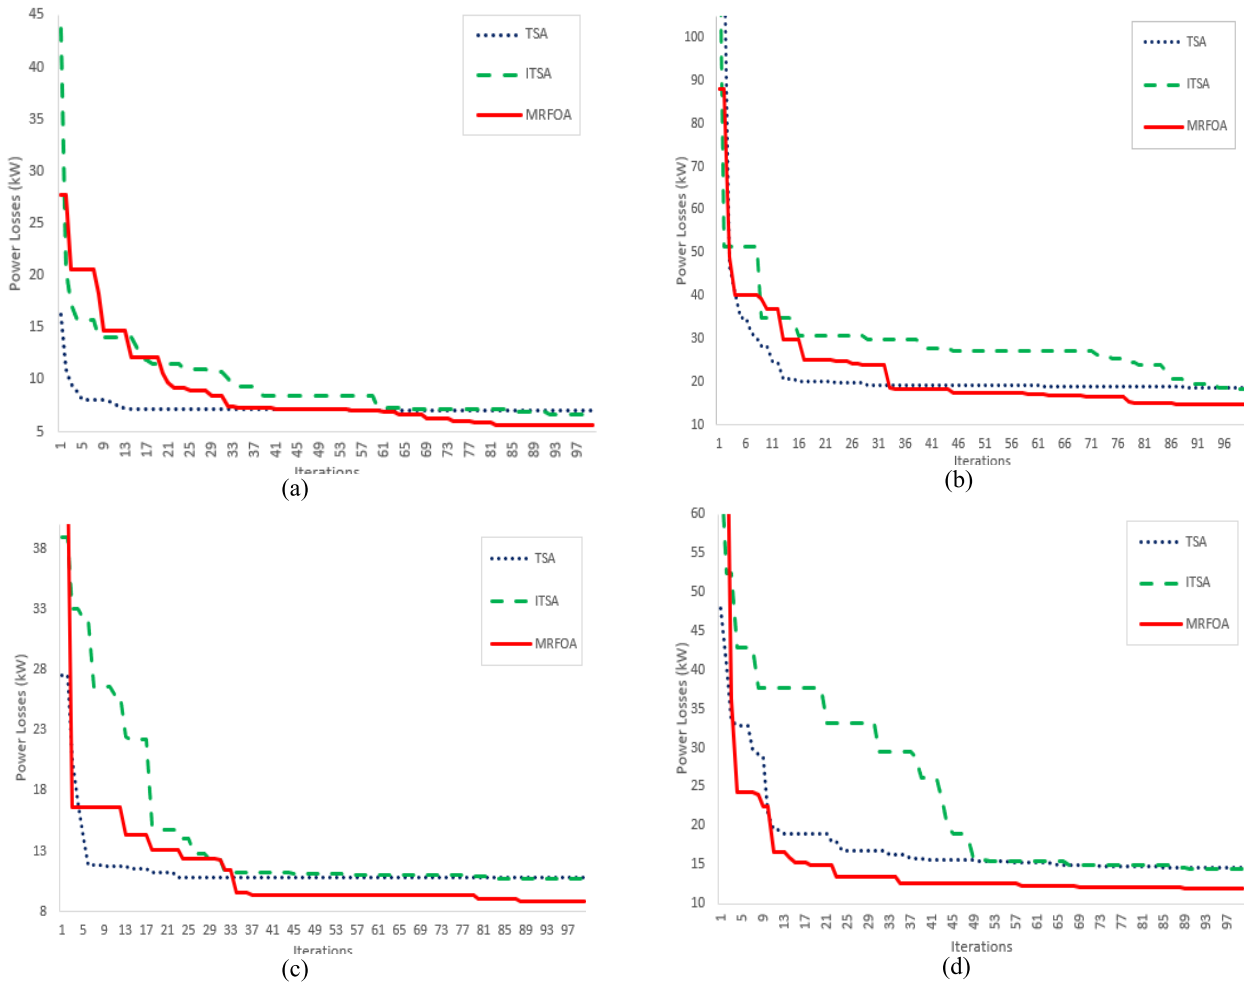 45
40
35
30
25
20
15
10
5
Power Losses (kW)
TSA
ITSA
MRFOA
1 5 9 13 17 21 25 29 33 37 41 45 49 53 57 61 65 69 73 77 81 85 89 93 97
Iterations
(a)
100
90
80
70
60
50
40
30
20
10
Power Losses (kW)
TSA
ITSA
MRFOA
1 6 11 16 21 26 31 36 41 46 51 56 61 66 71 76 81 86 91 96
Iterations
(b)
38
33
28
23
18
13
8
Power Losses (kW)
TSA
ITSA
MRFOA
1 5 9 13 17 21 25 29 33 37 41 45 49 53 57 61 65 69 73 77 81 85 89 93 97
Iterations
(c)
60
55
50
45
40
35
30
25
20
15
10
Power Losses (kW)
TSA
ITSA
MRFOA
1 5 9 13 17 21 25 29 33 37 41 45 49 53 57 61 65 69 73 77 81 85 89 93 97
Iterations
(d)